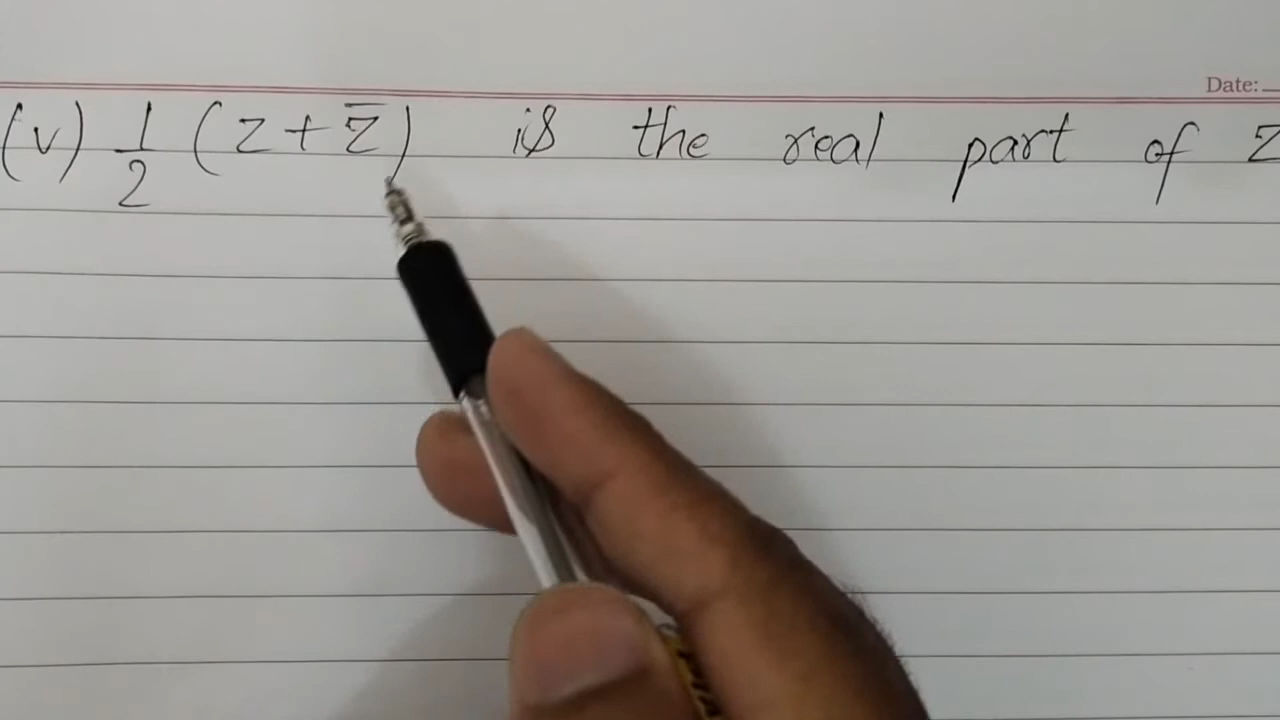 Date:
(v) 1/2 (z + z̅) is the real part of z